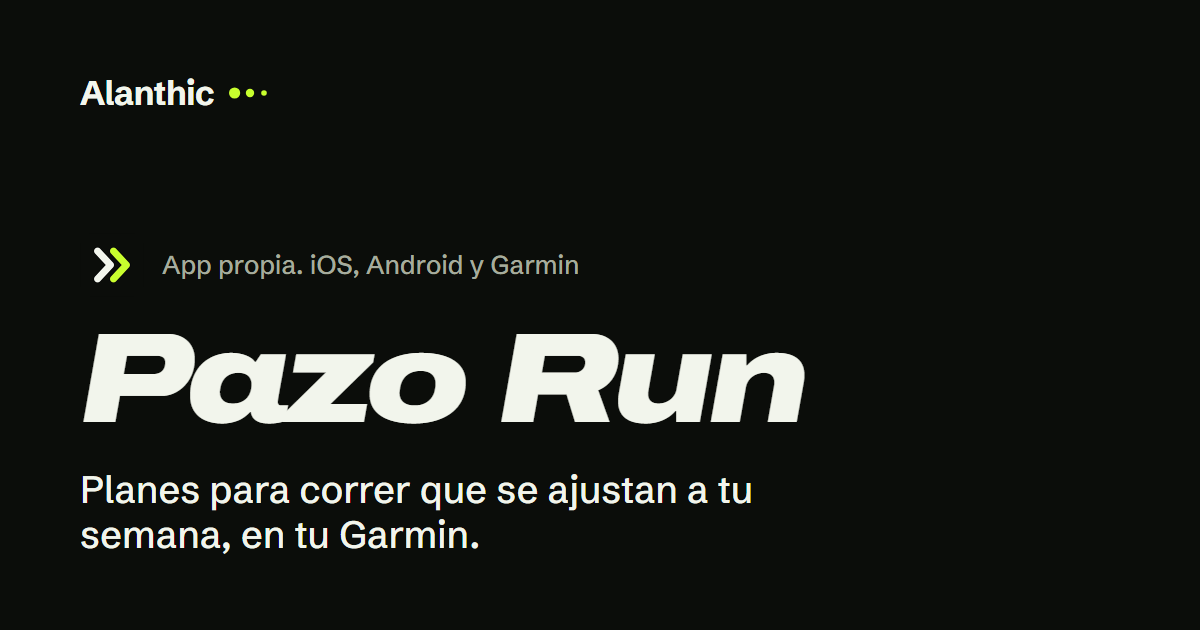 Alanthic
App propia. iOS, Android y Garmin
Pazo Run
Planes para correr que se ajustan a tu
semana, en tu Garmin.